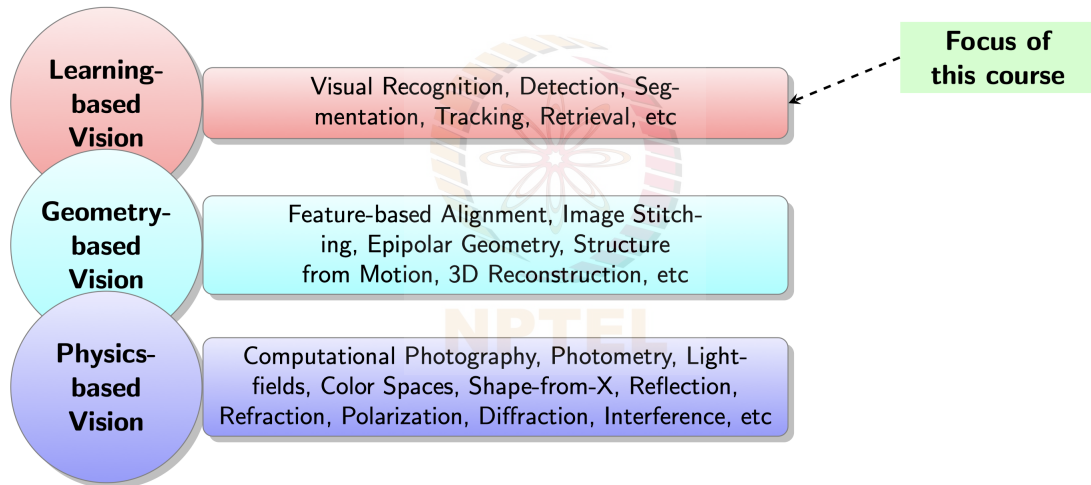 Learning-
based
Vision
Visual Recognition, Detection, Seg-
mentation, Tracking, Retrieval, etc
Focus of
this course
Geometry-
based
Vision
Feature-based Alignment, Image Stitch-
ing, Epipolar Geometry, Structure
from Motion, 3D Reconstruction, etc
NPTEL
Physics-
based
Vision
Computational Photography, Photometry, Light-
fields, Color Spaces, Shape-from-X, Reflection,
Refraction, Polarization, Diffraction, Interference, etc